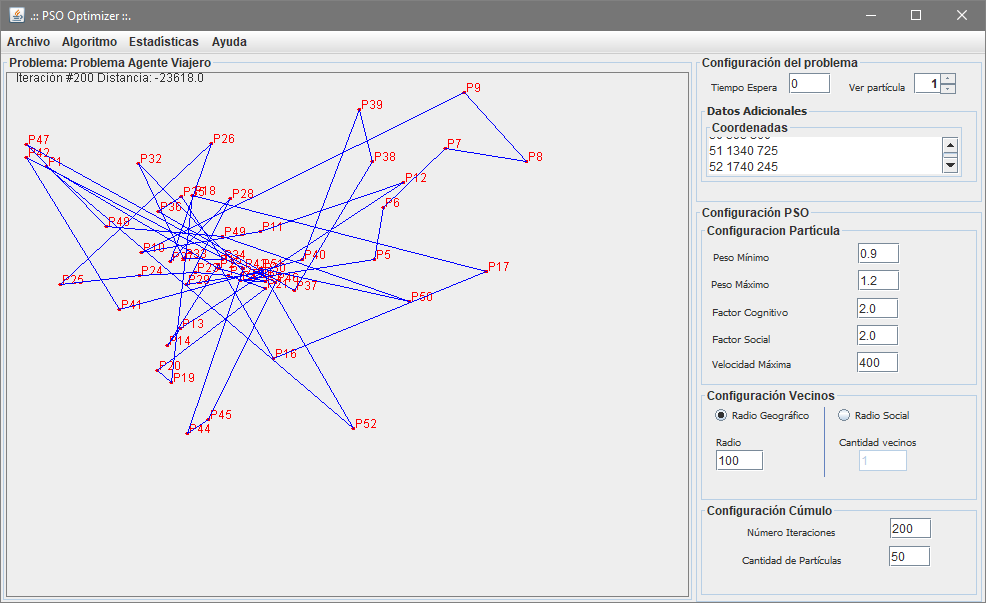 .:: PSO Optimizer ::.
Archivo Algoritmo Estadísticas Ayuda
Problema: Problema Agente Viajero
Iteración #200 Distancia: -23618.0
P9
P39
P47
P26
P7
P42
P1
P32
P38
P8
P12
P35
P18
P28
P6
P36
P48
P49
P11
P10
P23
P34
P40
P5
P24
P17
P25
P29
P37
P41
P50
P13
P14
P16
P20
P19
P45
P44
P52
Configuración del problema
Tiempo Espera 0 Ver partícula 1
Datos Adicionales
Coordenadas
51 1340 725
52 1740 245
Configuración PSO
Configuracion Partícula
Peso Mínimo 0.9
Peso Máximo 1.2
Factor Cognitivo 2.0
Factor Social 2.0
Velocidad Máxima 400
Configuración Vecinos
Radio Geográfico Radio Social
Radio Cantidad vecinos
100 1
Configuración Cúmulo
Número Iteraciones 200
Cantidad de Partículas 50